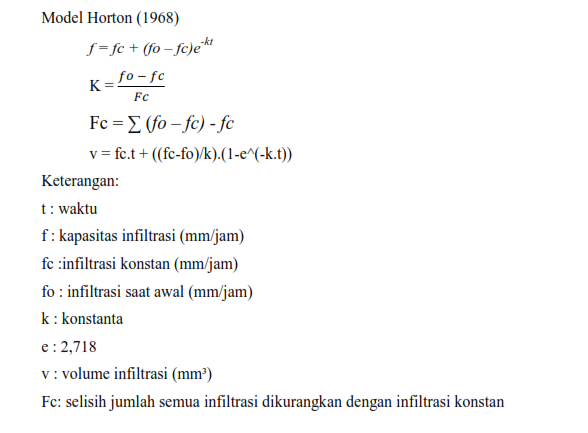 Model Horton (1968)
f = fc + (fo – fc)e^-kt
K = (fo − fc)/Fc
Fc = ∑ (fo – fc) - fc
v = fc.t + ((fc-fo)/k).(1-e^(-k.t))
Keterangan:
t : waktu
f : kapasitas infiltrasi (mm/jam)
fc :infiltrasi konstan (mm/jam)
fo : infiltrasi saat awal (mm/jam)
k : konstanta
e : 2,718
v : volume infiltrasi (mm³)
Fc: selisih jumlah semua infiltrasi dikurangkan dengan infiltrasi konstan